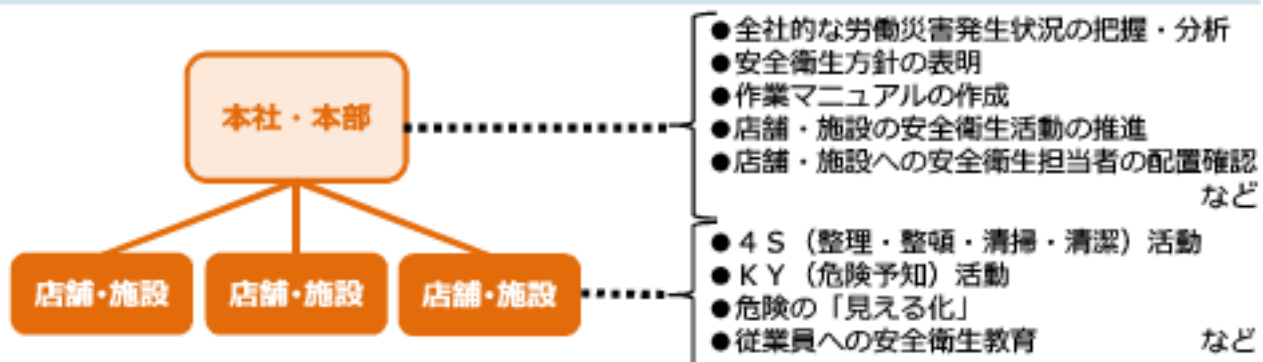 本社・本部
●全社的な労働災害発生状況の把握・分析
●安全衛生方針の表明
●作業マニュアルの作成
●店舗・施設の安全衛生活動の推進
●店舗・施設への安全衛生担当者の配置確認
など
店舗・施設
店舗・施設
店舗・施設
●４Ｓ（整理・整頓・清掃・清潔）活動
●ＫＹ（危険予知）活動
●危険の「見える化」
●従業員への安全衛生教育　など